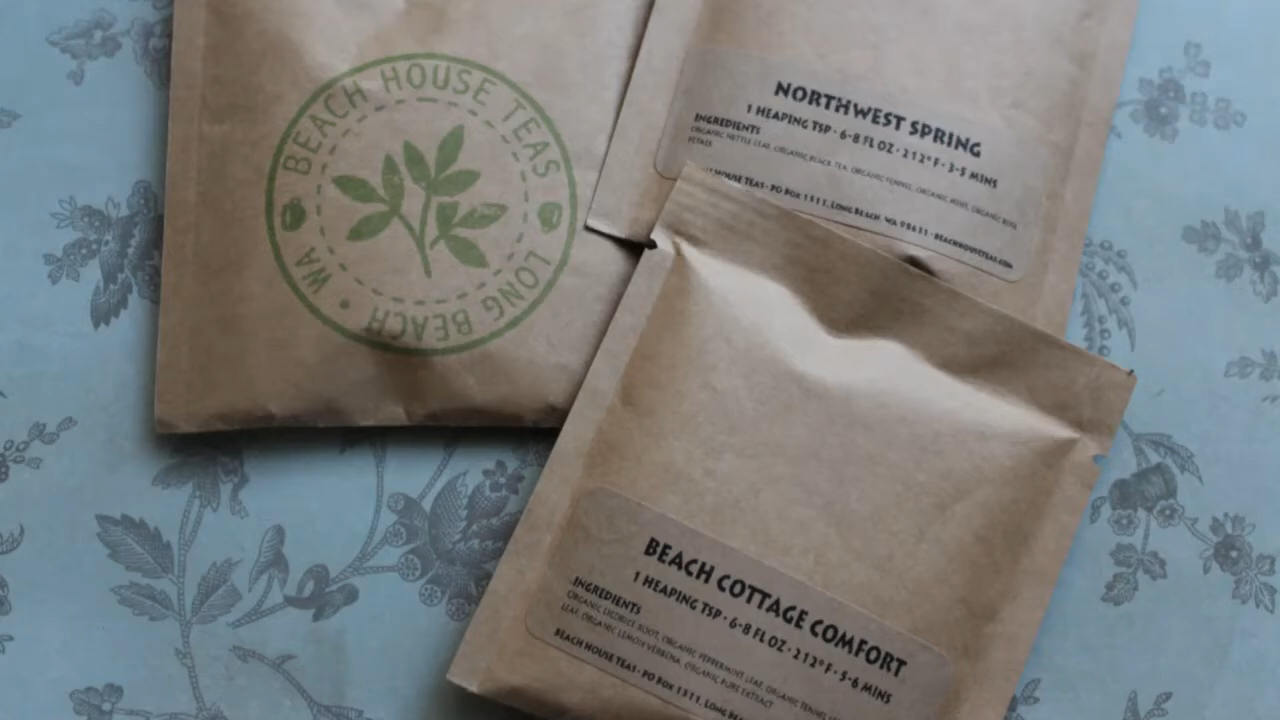 BEACH HOUSE TEAS
LONG BEACH • WA
NORTHWEST SPRING
1 HEAPING TSP · 6-8 FL OZ · 212° F · 3-5 MINS
INGREDIENTS
ORGANIC NETTLE LEAF, ORGANIC BLACK TEA, ORGANIC FENNEL, ORGANIC MINT, ORGANIC ROSE
PETALS
HOUSE TEAS · PO BOX 1511, LONG BEACH, WA 98631 · BEACHHOUSETEAS.COM
BEACH COTTAGE COMFORT
1 HEAPING TSP · 6-8 FL OZ · 212° F · 5-6 MINS
INGREDIENTS
ORGANIC LICORICE ROOT, ORGANIC PEPPERMINT LEAF, ORGANIC FENNEL
LEAF, ORGANIC LEMON VERBENA, ORGANIC PURE EXTRACT
BEACH HOUSE TEAS · PO BOX 1511, LONG